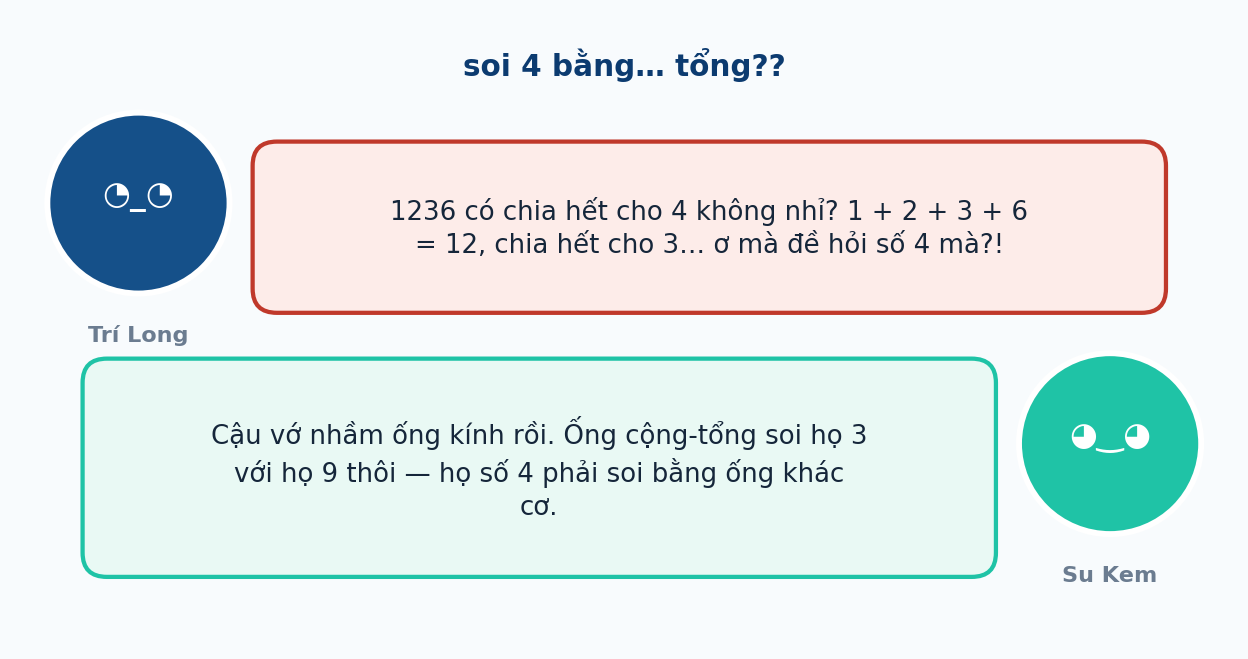 soi 4 bằng… tổng??
1236 có chia hết cho 4 không nhỉ? 1 + 2 + 3 + 6
= 12, chia hết cho 3… ơ mà đề hỏi số 4 mà?!
Trí Long
Cậu vớ nhầm ống kính rồi. Ống cộng-tổng soi họ 3
với họ 9 thôi — họ số 4 phải soi bằng ống khác
cơ.
Su Kem